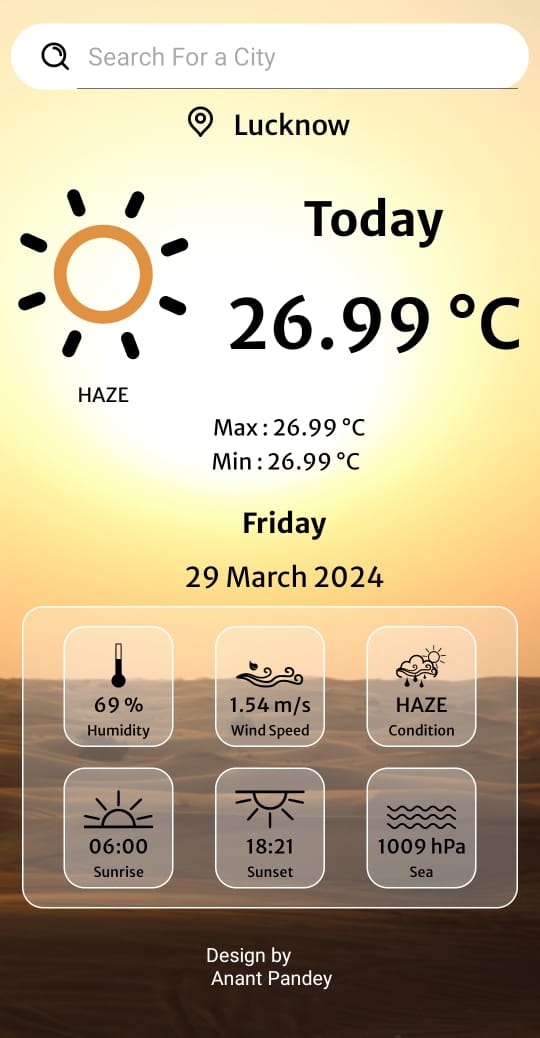 Search For a City
Lucknow
Today
26.99 °C
HAZE
Max : 26.99 °C
Min : 26.99 °C
Friday
29 March 2024
69 %
Humidity
1.54 m/s
Wind Speed
HAZE
Condition
06:00
Sunrise
18:21
Sunset
1009 hPa
Sea
Design by
Anant Pandey